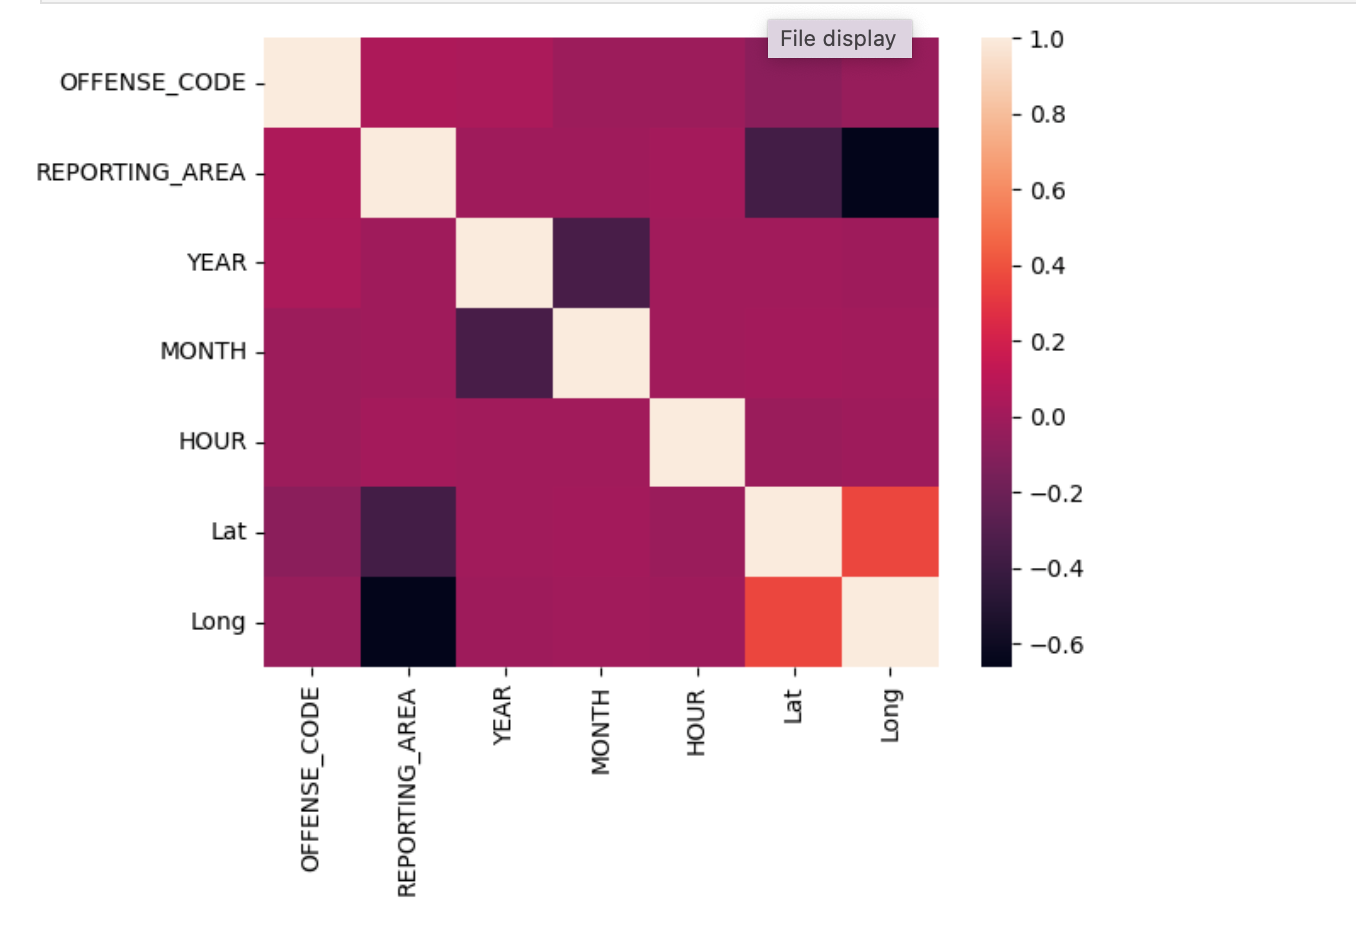 File display
OFFENSE_CODE
REPORTING_AREA
YEAR
MONTH
HOUR
Lat
Long
OFFENSE_CODE
REPORTING_AREA
YEAR
MONTH
HOUR
Lat
Long
1.0
0.8
0.6
0.4
0.2
0.0
−0.2
−0.4
−0.6